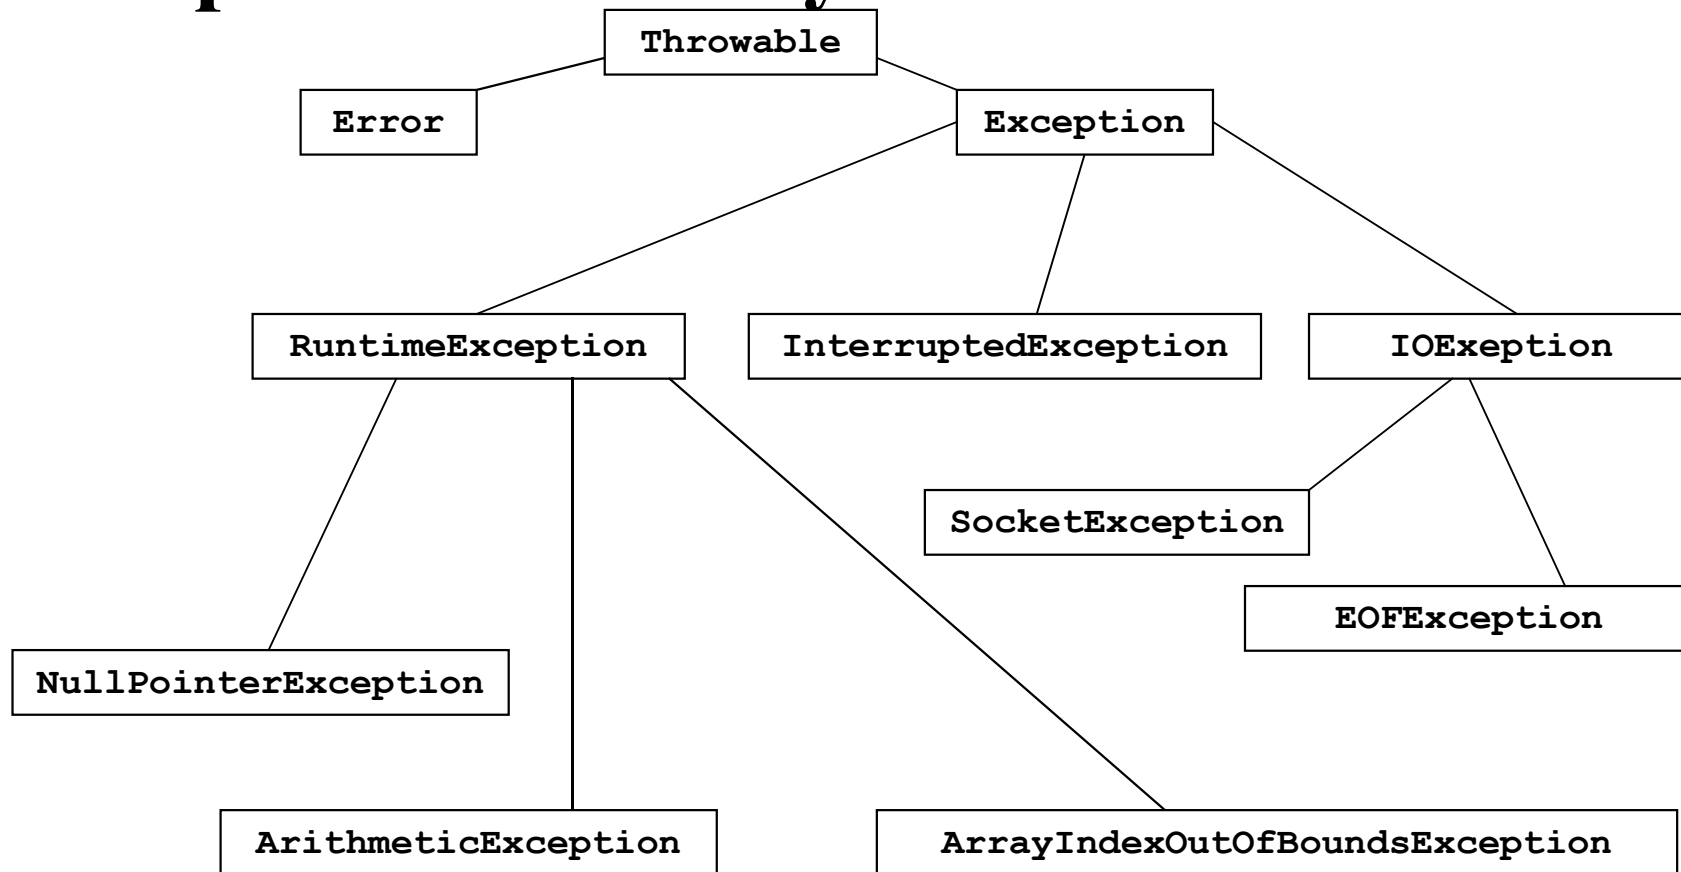 Throwable
Error
Exception
RuntimeException
InterruptedException
IOExeption
SocketException
EOFException
NullPointerException
ArithmeticException
ArrayIndexOutOfBoundsException